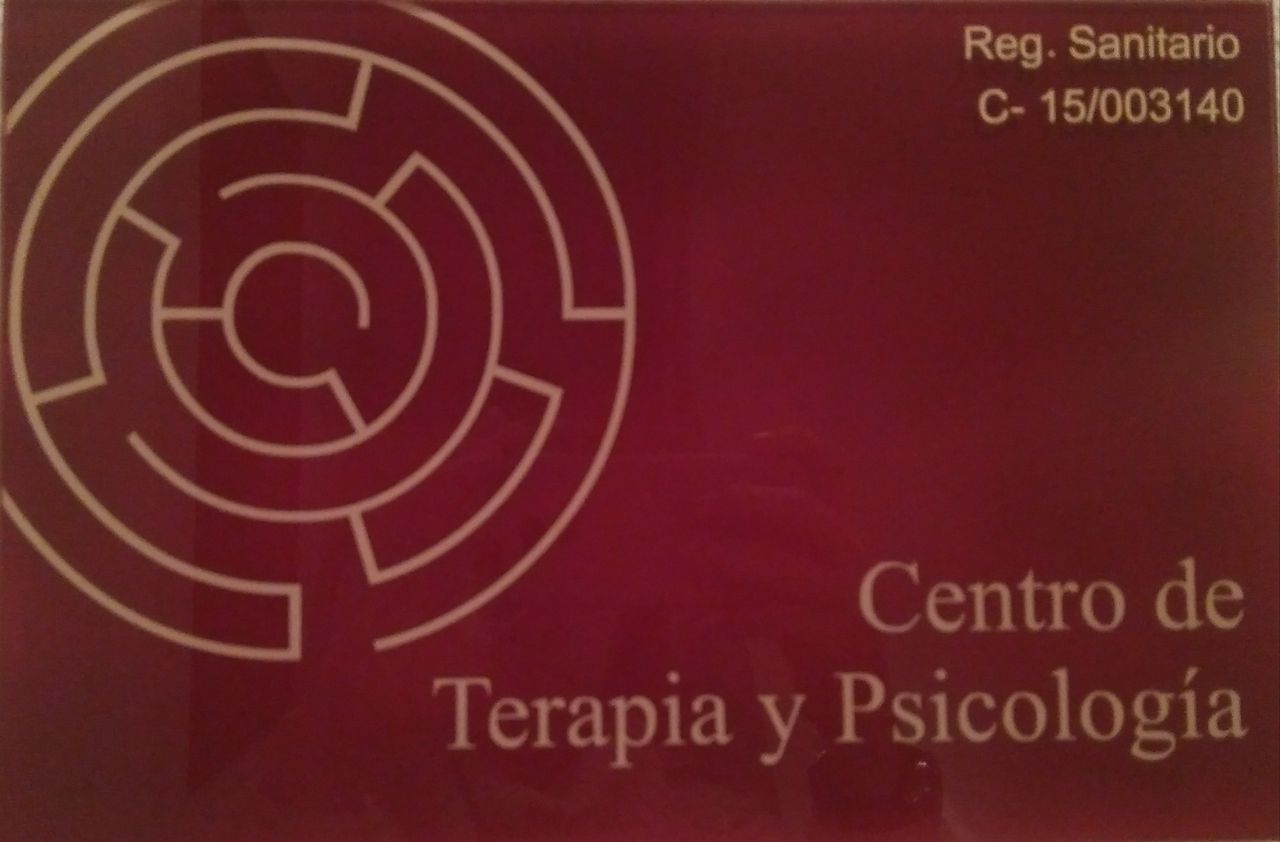 Reg. Sanitario
C- 15/003140
Centro de
Terapia y Psicología